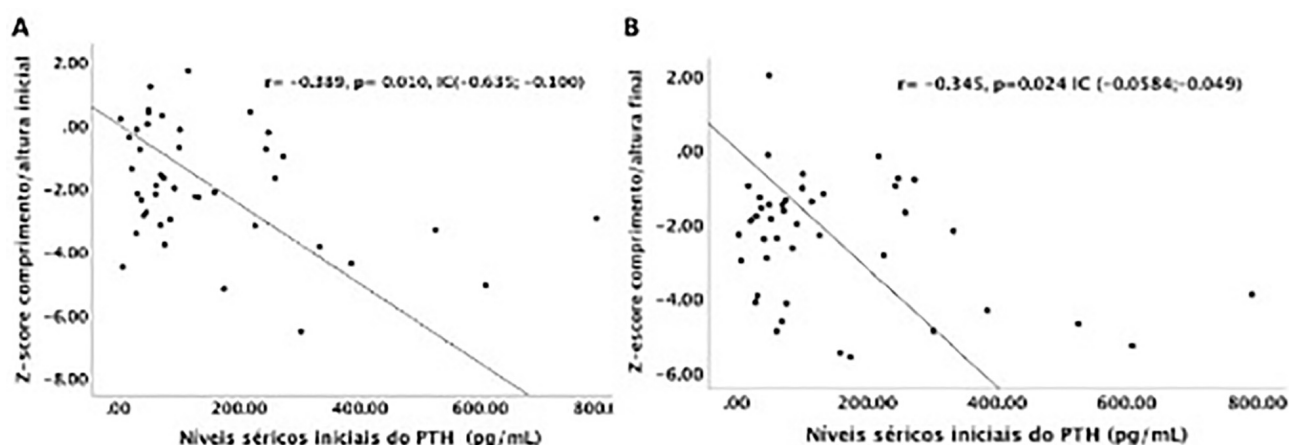 A
Z-score comprimento/altura inicial
r= -0.389, p= 0.010, IC(-0.635; -0.100)
2.00
.00
-2.00
-4.00
-6.00
-8.00
.00 200.00 400.00 600.00 800.
Níveis séricos iniciais do PTH (pg/mL)
B
Z-escore comprimento/altura final
r= -0.345, p=0.024 IC (-0.0584;-0.049)
2.00
.00
-2.00
-4.00
-6.00
.00 200.00 400.00 600.00 800.00
Níveis séricos iniciais do PTH (pg/mL)